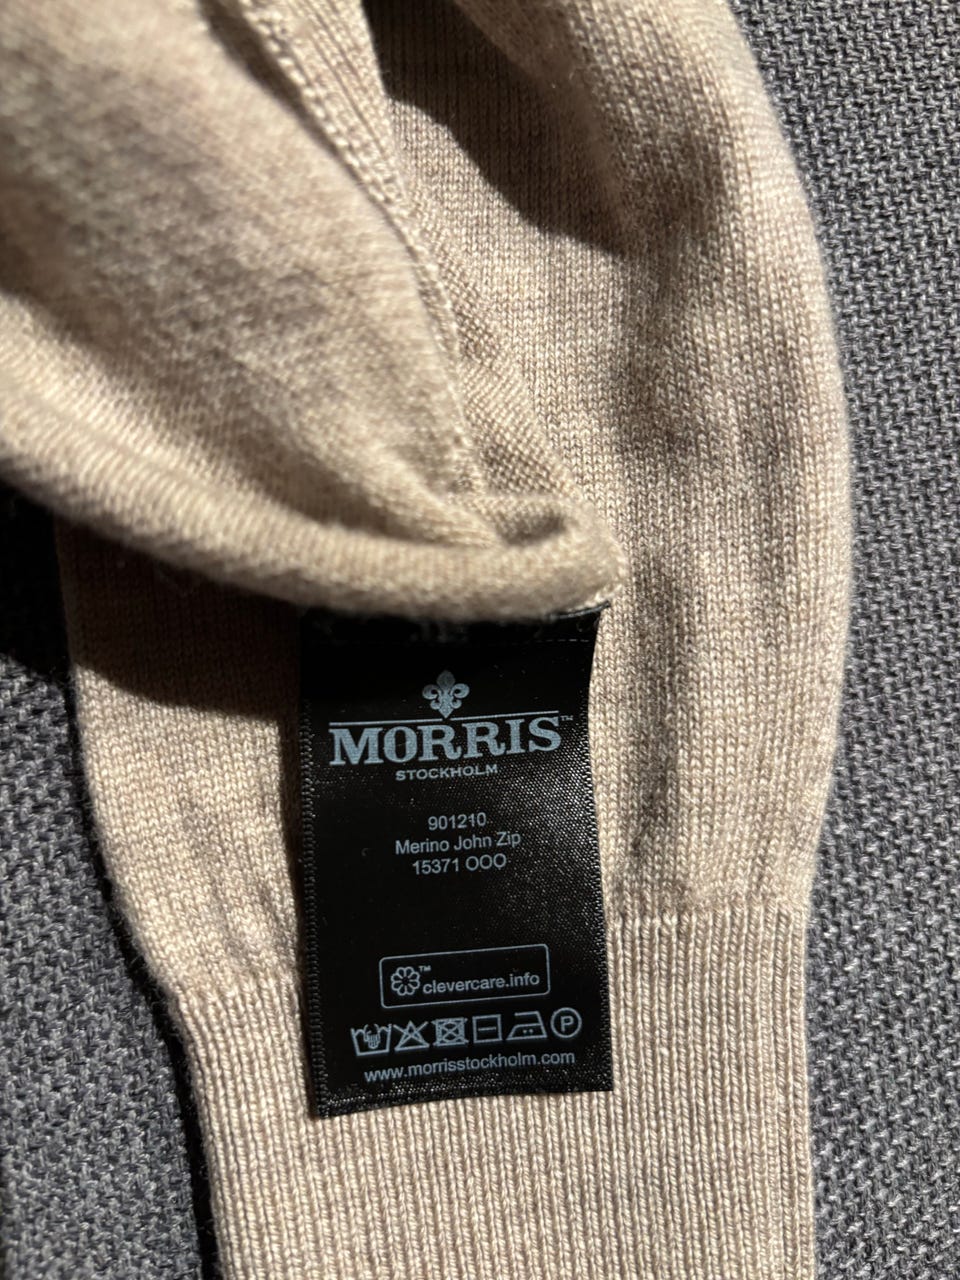 MORRIS™
STOCKHOLM
901210
Merino John Zip
15371 OOO
™
clevercare.info
P
www.morrisstockholm.com